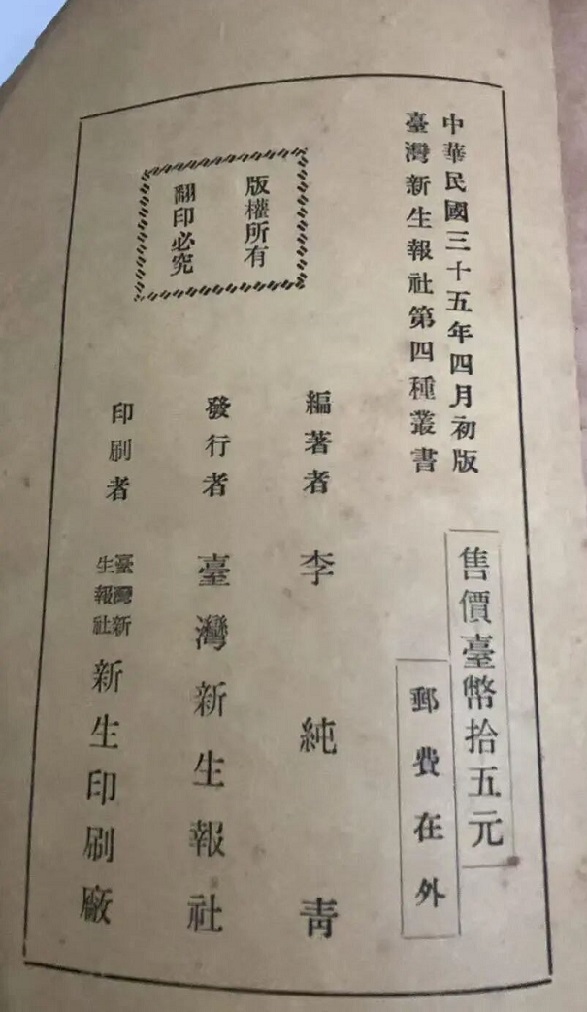 中華民國三十五年四月初版
臺灣新生報社第四種叢書
售價臺幣拾五元
郵費在外
版權所有
翻印必究
編著者 李純青
發行者 臺灣新生報社
印刷者 臺灣新生報社 新生印刷廠